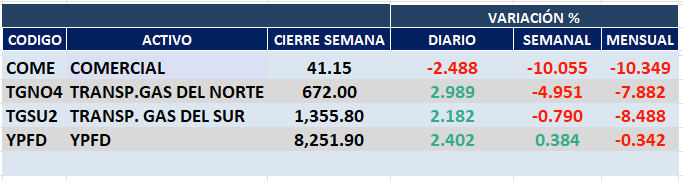 VARIACIÓN %
CODIGO ACTIVO CIERRE SEMANA DIARIO SEMANAL MENSUAL
COME COMERCIAL 41.15 -2.488 -10.055 -10.349
TGNO4 TRANSP.GAS DEL NORTE 672.00 2.989 -4.951 -7.882
TGSU2 TRANSP. GAS DEL SUR 1,355.80 2.182 -0.790 -8.488
YPFD YPFD 8,251.90 2.402 0.384 -0.342